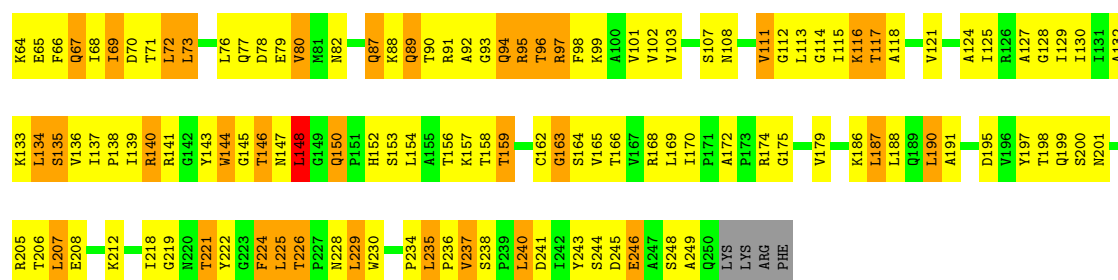 K64 E65 F66 Q67 I68 I69 D70 T71 L72 L73 L76 Q77 D78 E79 V80 M81 N82 Q87 K88 Q89 T90 R91 A92 G93 Q94 R95 T96 R97 F98 K99 A100 V101 V102 V103 S107 N108 V111 G112 L113 G114 I115 K116 T117 A118 V121 A124 I125 R126 A127 G128 I129 I130 I131 A132
K133 L134 S135 V136 I137 P138 I139 R140 R141 G142 Y143 W144 G145 T146 N147 L148 G149 Q150 P151 H152 S153 L154 A155 T156 K157 T158 T159 C162 G163 S164 V165 T166 V167 R168 L169 I170 P171 A172 P173 R174 G175 V179 K186 L187 L188 Q189 L190 A191 D195 V196 Y197 T198 Q199 S200 N201
R205 T206 L207 E208 K212 I218 G219 N220 T221 Y222 G223 F224 L225 T226 P227 N228 L229 W230 P234 L235 P236 V237 S238 P239 L240 D241 I242 Y243 S244 D245 E246 A247 S248 A249 Q250 LYS LYS ARG PHE